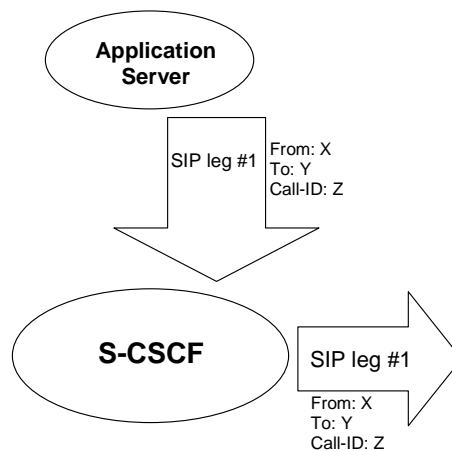 Application
Server
SIP leg #1
From: X
To: Y
Call-ID: Z
S-CSCF
SIP leg #1
From: X
To: Y
Call-ID: Z